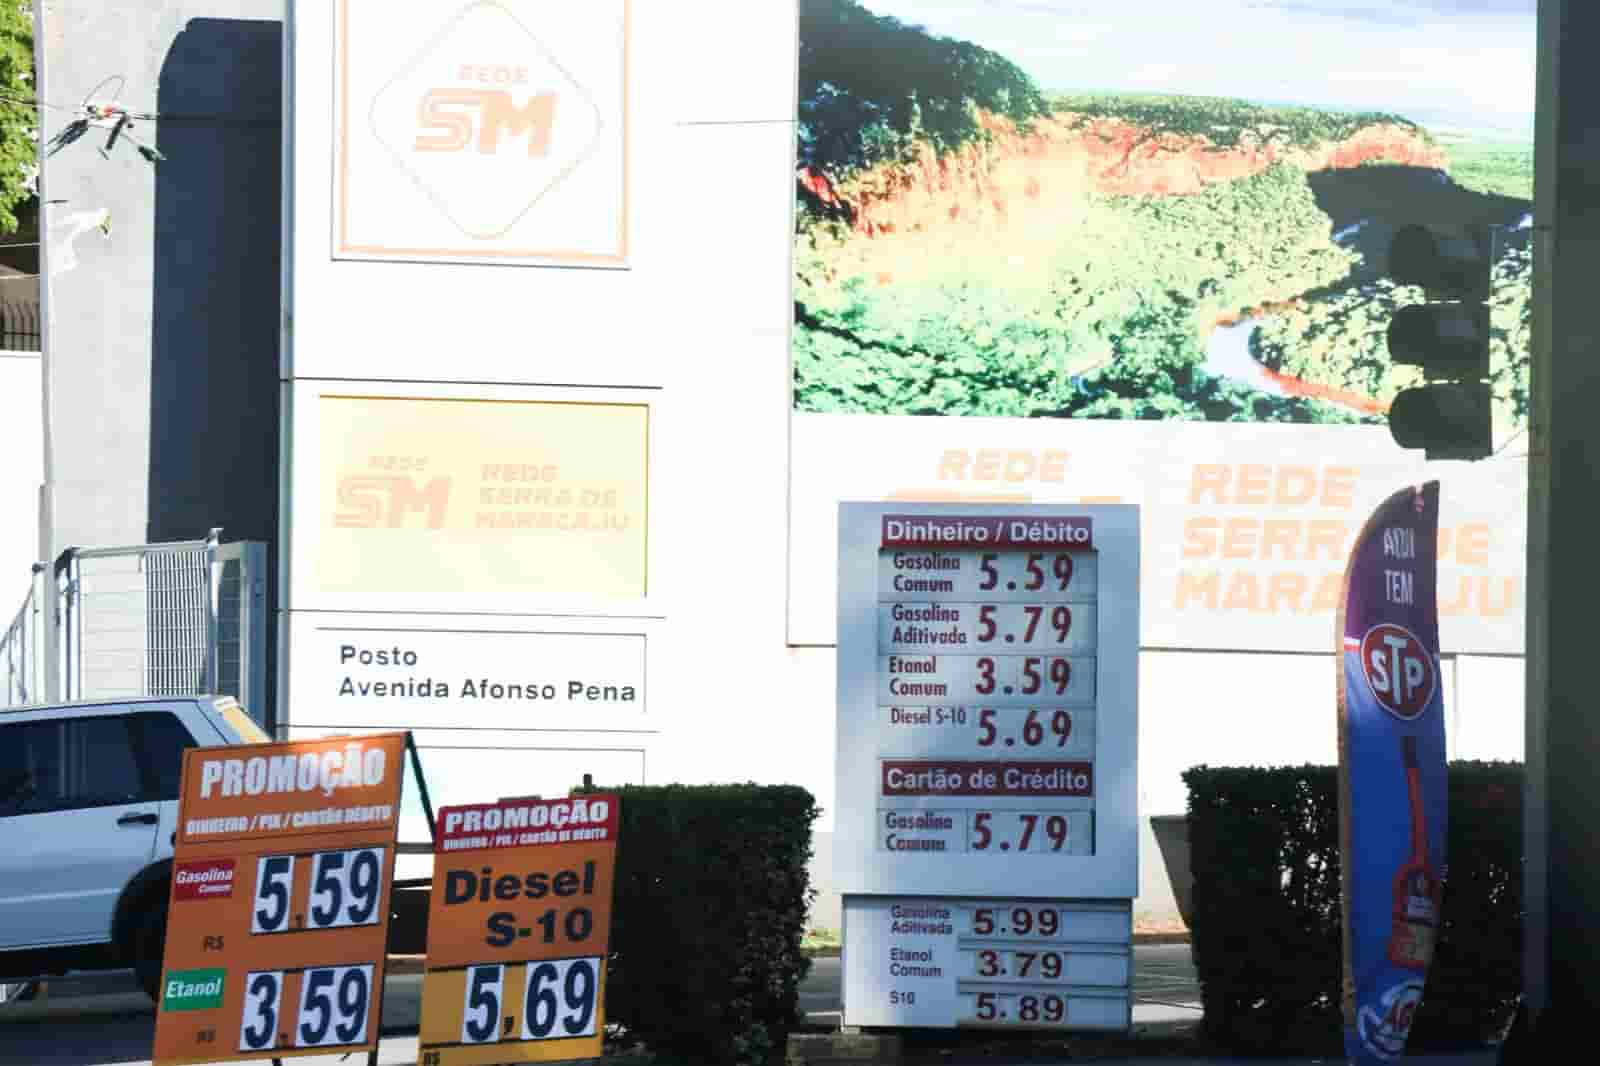 REDE
SM
REDE
SM
REDE
SERRA DE
MARACAJU
Posto
Avenida Afonso Pena
REDE
REDE
SERRA DE
MARACAJU
Dinheiro / Débito
Gasolina
Comum
5.59
Gasolina
Aditivada
5.79
Etanol
Comum
3.59
Diesel S-10
5.69
Cartão de Crédito
Gasolina
Comum
5.79
Gasolina
Aditivada
5.99
Etanol
Comum
3.79
S10
5.89
AQUI
TEM
STP
PROMOÇÃO
DINHEIRO / PIX / CARTÃO DÉBITO
Gasolina
Comum
R$
5,59
Etanol
R$
3,59
PROMOÇÃO
DINHEIRO / PIX / CARTÃO DE DÉBITO
Diesel
S-10
R$
5,69